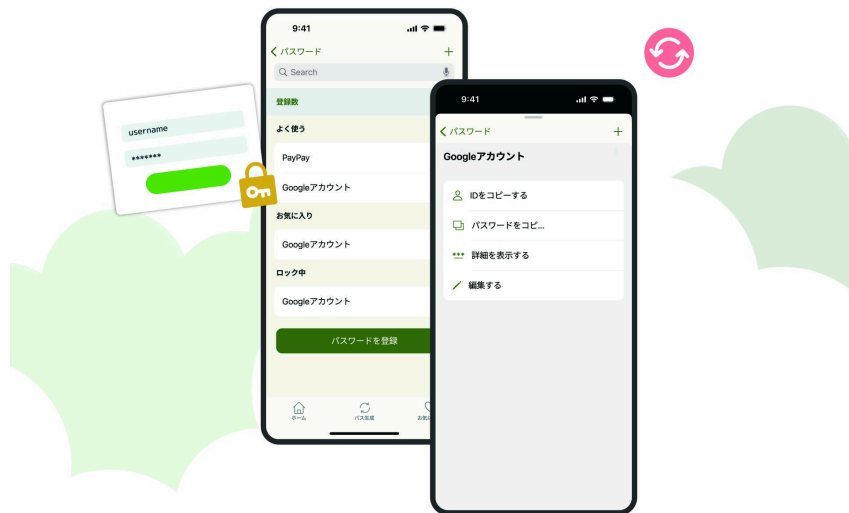 username
*******
9:41
パスワード
Search
登録数
よく使う
PayPay
Googleアカウント
お気に入り
Googleアカウント
ロック中
Googleアカウント
パスワードを登録
ホーム
パス生成
お気に
9:41
パスワード
Googleアカウント
IDをコピーする
パスワードをコピ...
詳細を表示する
編集する